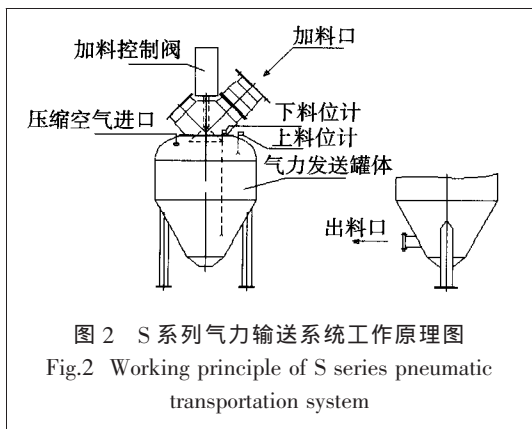 加料控制阀
加料口
下料位计
压缩空气进口
上料位计
气力发送罐体
出料口
图 2 S 系列气力输送系统工作原理图
Fig.2 Working principle of S series pneumatic
transportation system